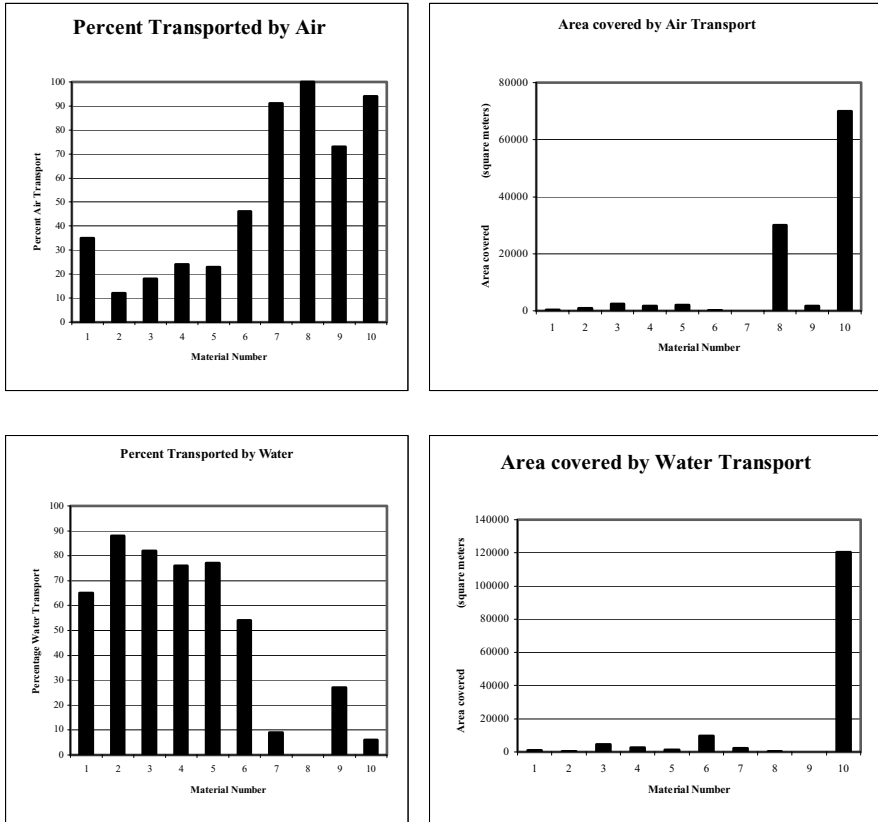 Percent Transported by Air
100
90
80
70
60
50
40
30
20
10
0
Percent Air Transport
1 2 3 4 5 6 7 8 9 10
Material Number
Area covered by Air Transport
80000
60000
40000
20000
0
Area covered (square meters)
1 2 3 4 5 6 7 8 9 10
Material Number
Percent Transported by Water
100
90
80
70
60
50
40
30
20
10
0
Percentage Water Transport
1 2 3 4 5 6 7 8 9 10
Material Number
Area covered by Water Transport
140000
120000
100000
80000
60000
40000
20000
0
Area covered (square meters
1 2 3 4 5 6 7 8 9 10
Material Number